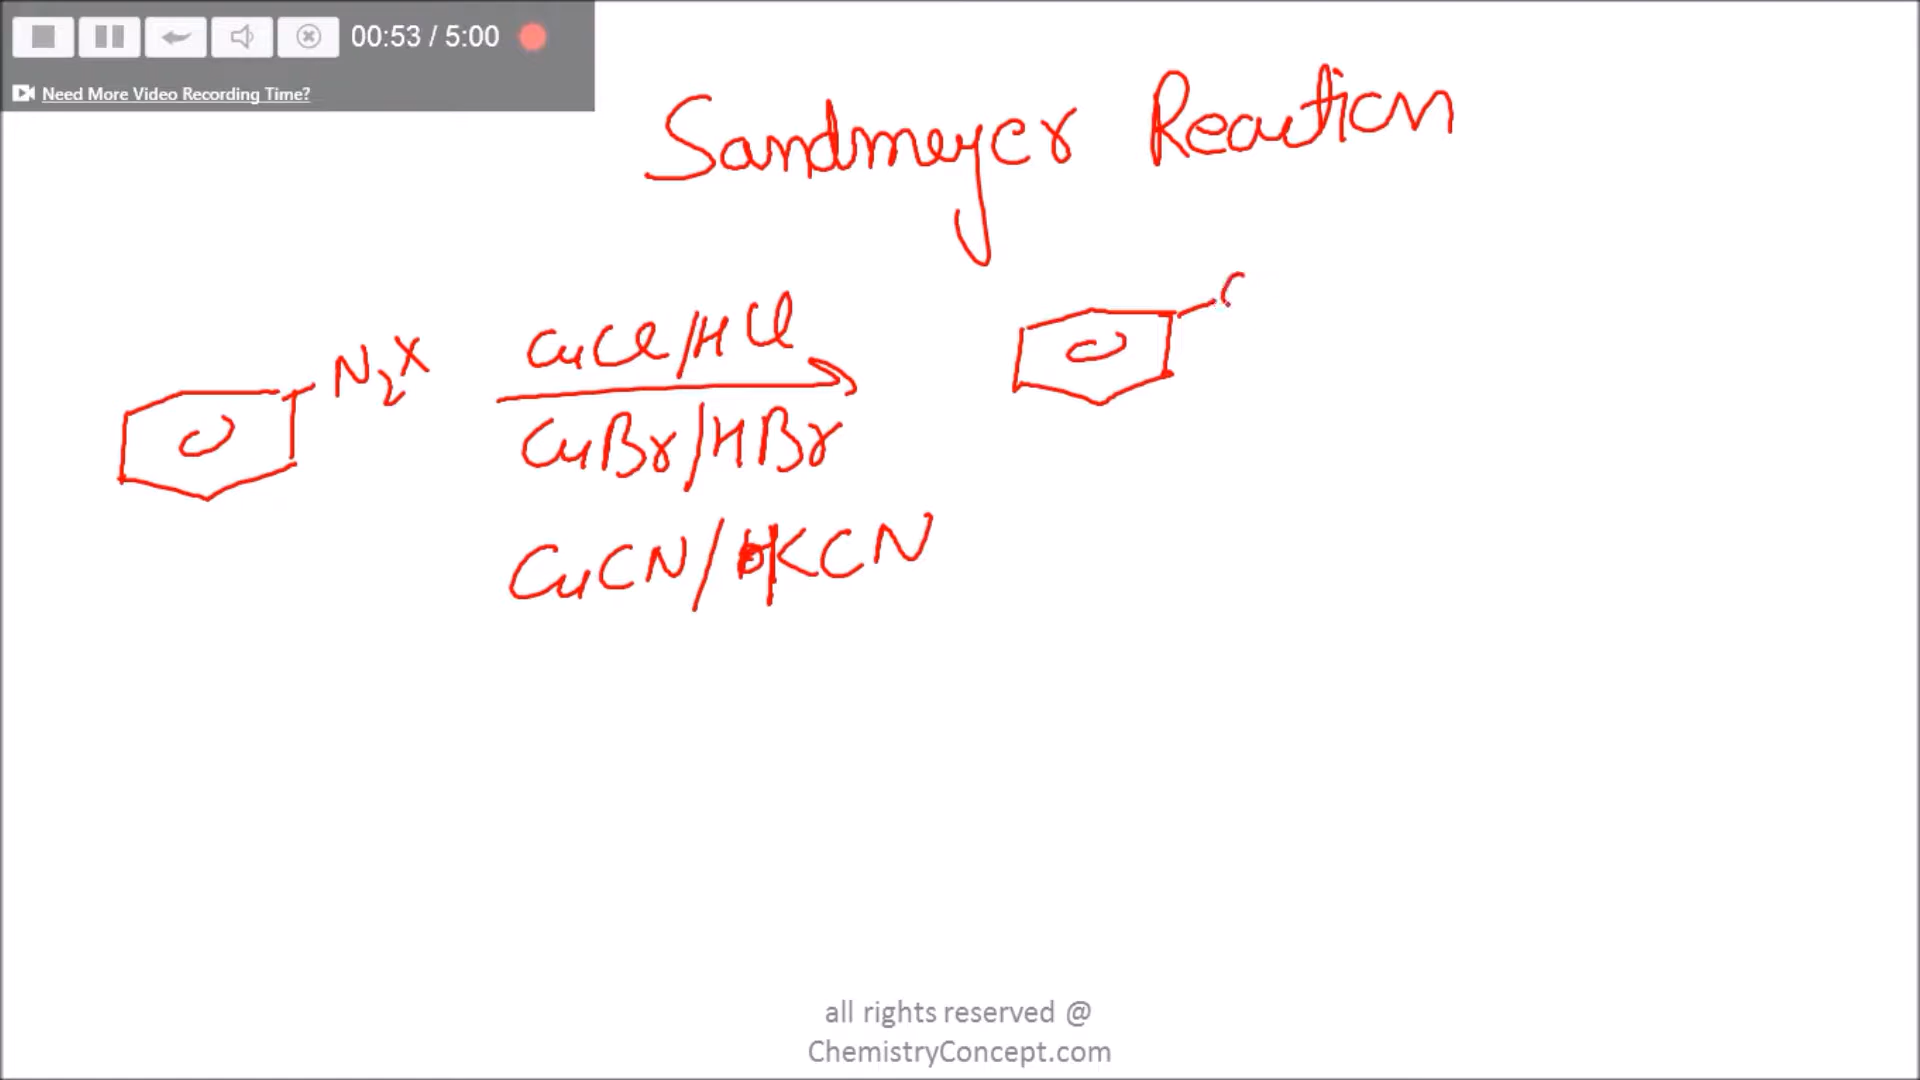 00:53 / 5:00
Need More Video Recording Time?
Sandmeyer Reaction
N₂X
CuCl/HCl
CuBr/HBr
CuCN/KCN
C
all rights reserved @
ChemistryConcept.com